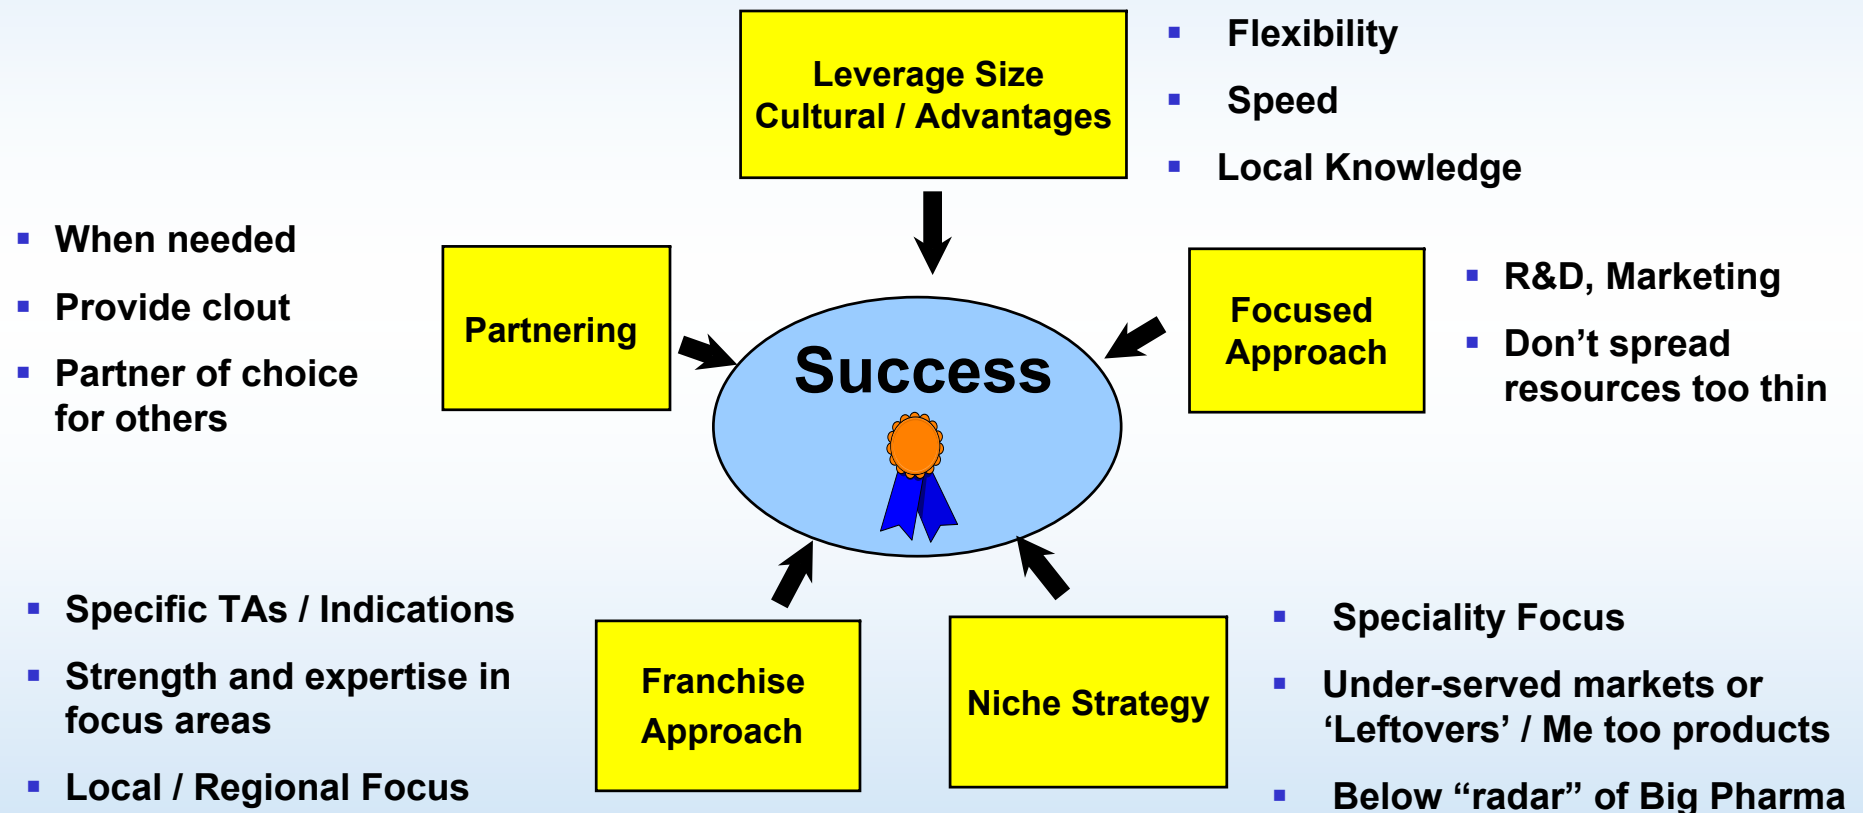 Leverage Size
Cultural / Advantages
Flexibility
Speed
Local Knowledge
When needed
Provide clout
Partner of choice
for others
Partnering
Success
Focused
Approach
R&D, Marketing
Don’t spread
resources too thin
Specific TAs / Indications
Strength and expertise in
focus areas
Local / Regional Focus
Franchise
Approach
Niche Strategy
Speciality Focus
Under-served markets or
‘Leftovers’ / Me too products
Below “radar” of Big Pharma